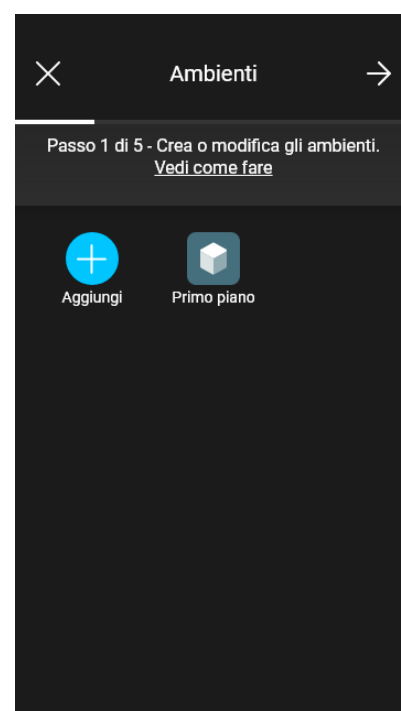 Ambienti
Passo 1 di 5 - Crea o modifica gli ambienti.
Vedi come fare
Aggiungi
Primo piano